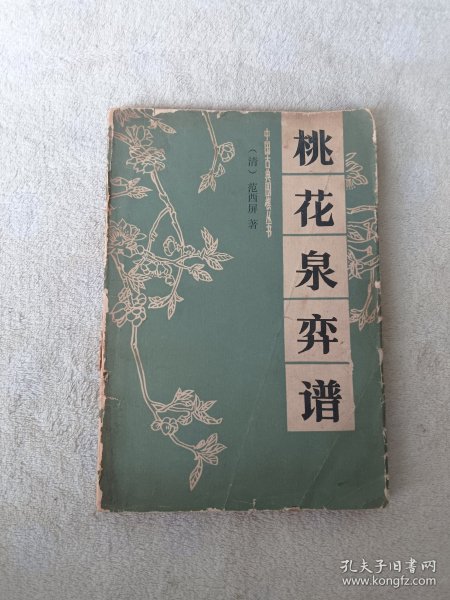 桃花泉弈谱
中国古代围棋丛书
（清）范西屏 著
孔夫子旧书网
www.kongfz.com